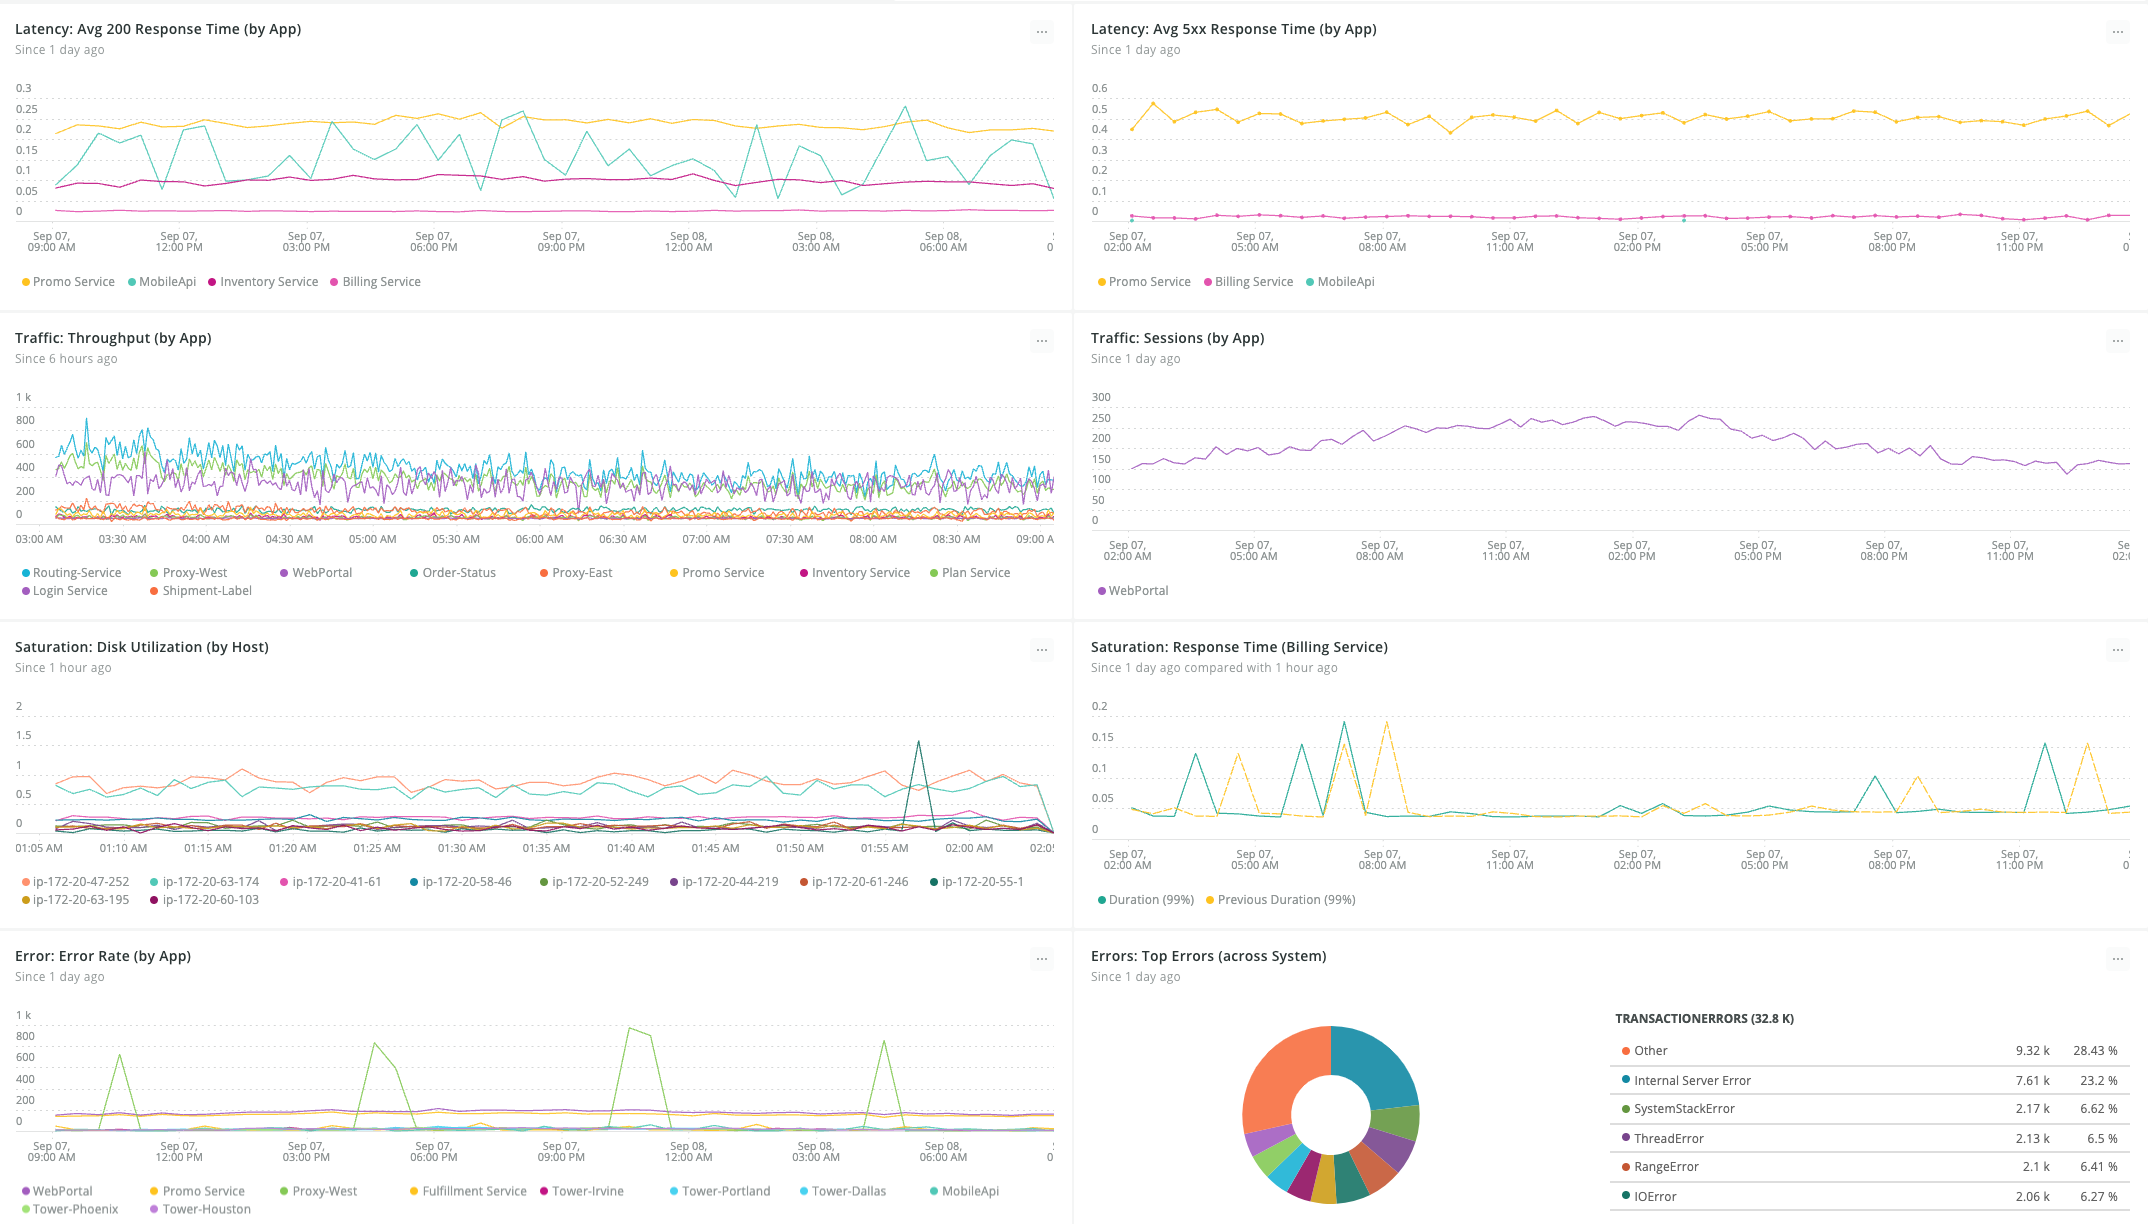 Latency: Avg 200 Response Time (by App)
Since 1 day ago
...
0.3
0.25
0.2
0.15
0.1
0.05
0
Sep 07, Sep 07, Sep 07, Sep 07, Sep 07, Sep 08, Sep 08, Sep 08, S
09:00 AM 12:00 PM 03:00 PM 06:00 PM 09:00 PM 12:00 AM 03:00 AM 06:00 AM 0
Promo Service MobileApi Inventory Service Billing Service
Latency: Avg 5xx Response Time (by App)
Since 1 day ago
...
0.6
0.5
0.4
0.3
0.2
0.1
0
Sep 07, Sep 07, Sep 07, Sep 07, Sep 07, Sep 07, Sep 07, Sep 07, S
02:00 AM 05:00 AM 08:00 AM 11:00 AM 02:00 PM 05:00 PM 08:00 PM 11:00 PM 0
Promo Service Billing Service MobileApi
Traffic: Throughput (by App)
Since 6 hours ago
...
1 k
800
600
400
200
0
03:00 AM 03:30 AM 04:00 AM 04:30 AM 05:00 AM 05:30 AM 06:00 AM 06:30 AM 07:00 AM 07:30 AM 08:00 AM 08:30 AM 09:00 A
Routing-Service Proxy-West WebPortal Order-Status Proxy-East Promo Service Inventory Service Plan Service
Login Service Shipment-Label
Traffic: Sessions (by App)
Since 1 day ago
...
300
250
200
150
100
50
0
Sep 07, Sep 07, Sep 07, Sep 07, Sep 07, Sep 07, Sep 07, Sep 07, Se
02:00 AM 05:00 AM 08:00 AM 11:00 AM 02:00 PM 05:00 PM 08:00 PM 11:00 PM 02:
WebPortal
Saturation: Disk Utilization (by Host)
Since 1 hour ago
...
2
1.5
1
0.5
0
01:05 AM 01:10 AM 01:15 AM 01:20 AM 01:25 AM 01:30 AM 01:35 AM 01:40 AM 01:45 AM 01:50 AM 01:55 AM 02:00 AM 02:05
ip-172-20-47-252 ip-172-20-63-174 ip-172-20-41-61 ip-172-20-58-46 ip-172-20-52-249 ip-172-20-44-219 ip-172-20-61-246 ip-172-20-55-1
ip-172-20-63-195 ip-172-20-60-103
Saturation: Response Time (Billing Service)
Since 1 day ago compared with 1 hour ago
...
0.2
0.15
0.1
0.05
0
Sep 07, Sep 07, Sep 07, Sep 07, Sep 07, Sep 07, Sep 07, Sep 07, S
02:00 AM 05:00 AM 08:00 AM 11:00 AM 02:00 PM 05:00 PM 08:00 PM 11:00 PM 0
Duration (99%) Previous Duration (99%)
Error: Error Rate (by App)
Since 1 day ago
...
1 k
800
600
400
200
0
Sep 07, Sep 07, Sep 07, Sep 07, Sep 07, Sep 08, Sep 08, Sep 08, S
09:00 AM 12:00 PM 03:00 PM 06:00 PM 09:00 PM 12:00 AM 03:00 AM 06:00 AM 0
WebPortal Promo Service Proxy-West Fulfillment Service Tower-Irvine Tower-Portland Tower-Dallas MobileApi
Tower-Phoenix Tower-Houston
Errors: Top Errors (across System)
Since 1 day ago
...
TRANSACTIONERRORS (32.8 K)
Other 9.32 k 28.43 %
Internal Server Error 7.61 k 23.2 %
SystemStackError 2.17 k 6.62 %
ThreadError 2.13 k 6.5 %
RangeError 2.1 k 6.41 %
IOError 2.06 k 6.27 %